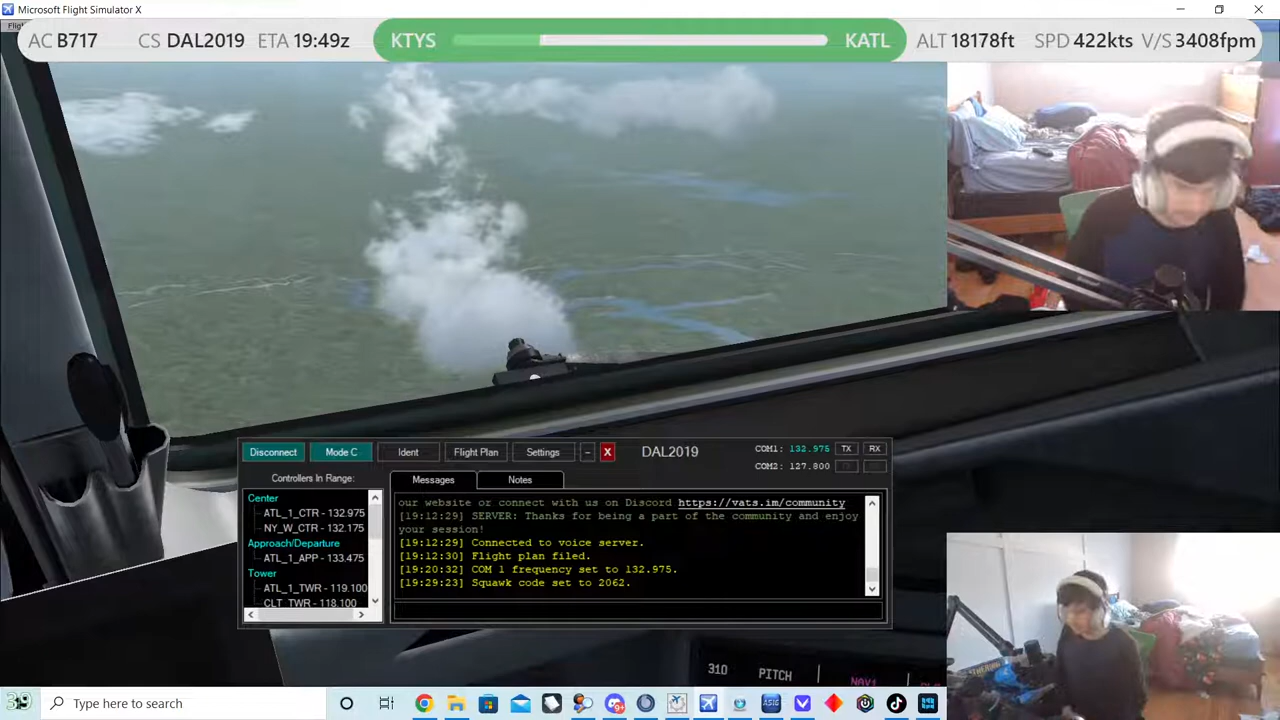 Microsoft Flight Simulator X
AC B717 CS DAL2019 ETA 19:49z KTYS KATL ALT 18178ft SPD 422kts V/S 3408fpm
Disconnect Mode C Ident Flight Plan Settings – X DAL2019 COM1: 132.975 TX RX
COM2: 127.800
Controllers In Range:
Center
ATL_1_CTR - 132.975
NY_W_CTR - 132.175
Approach/Departure
ATL_1_APP - 133.475
Tower
ATL_1_TWR - 119.100
CLT_TWR - 118.100
Messages Notes
our website or connect with us on Discord https://vats.im/community
[19:12:29] SERVER: Thanks for being a part of the community and enjoy
your session!
[19:12:29] Connected to voice server.
[19:12:30] Flight plan filed.
[19:20:32] COM 1 frequency set to 132.975.
[19:29:23] Squawk code set to 2062.
310 PITCH NAV1
Type here to search